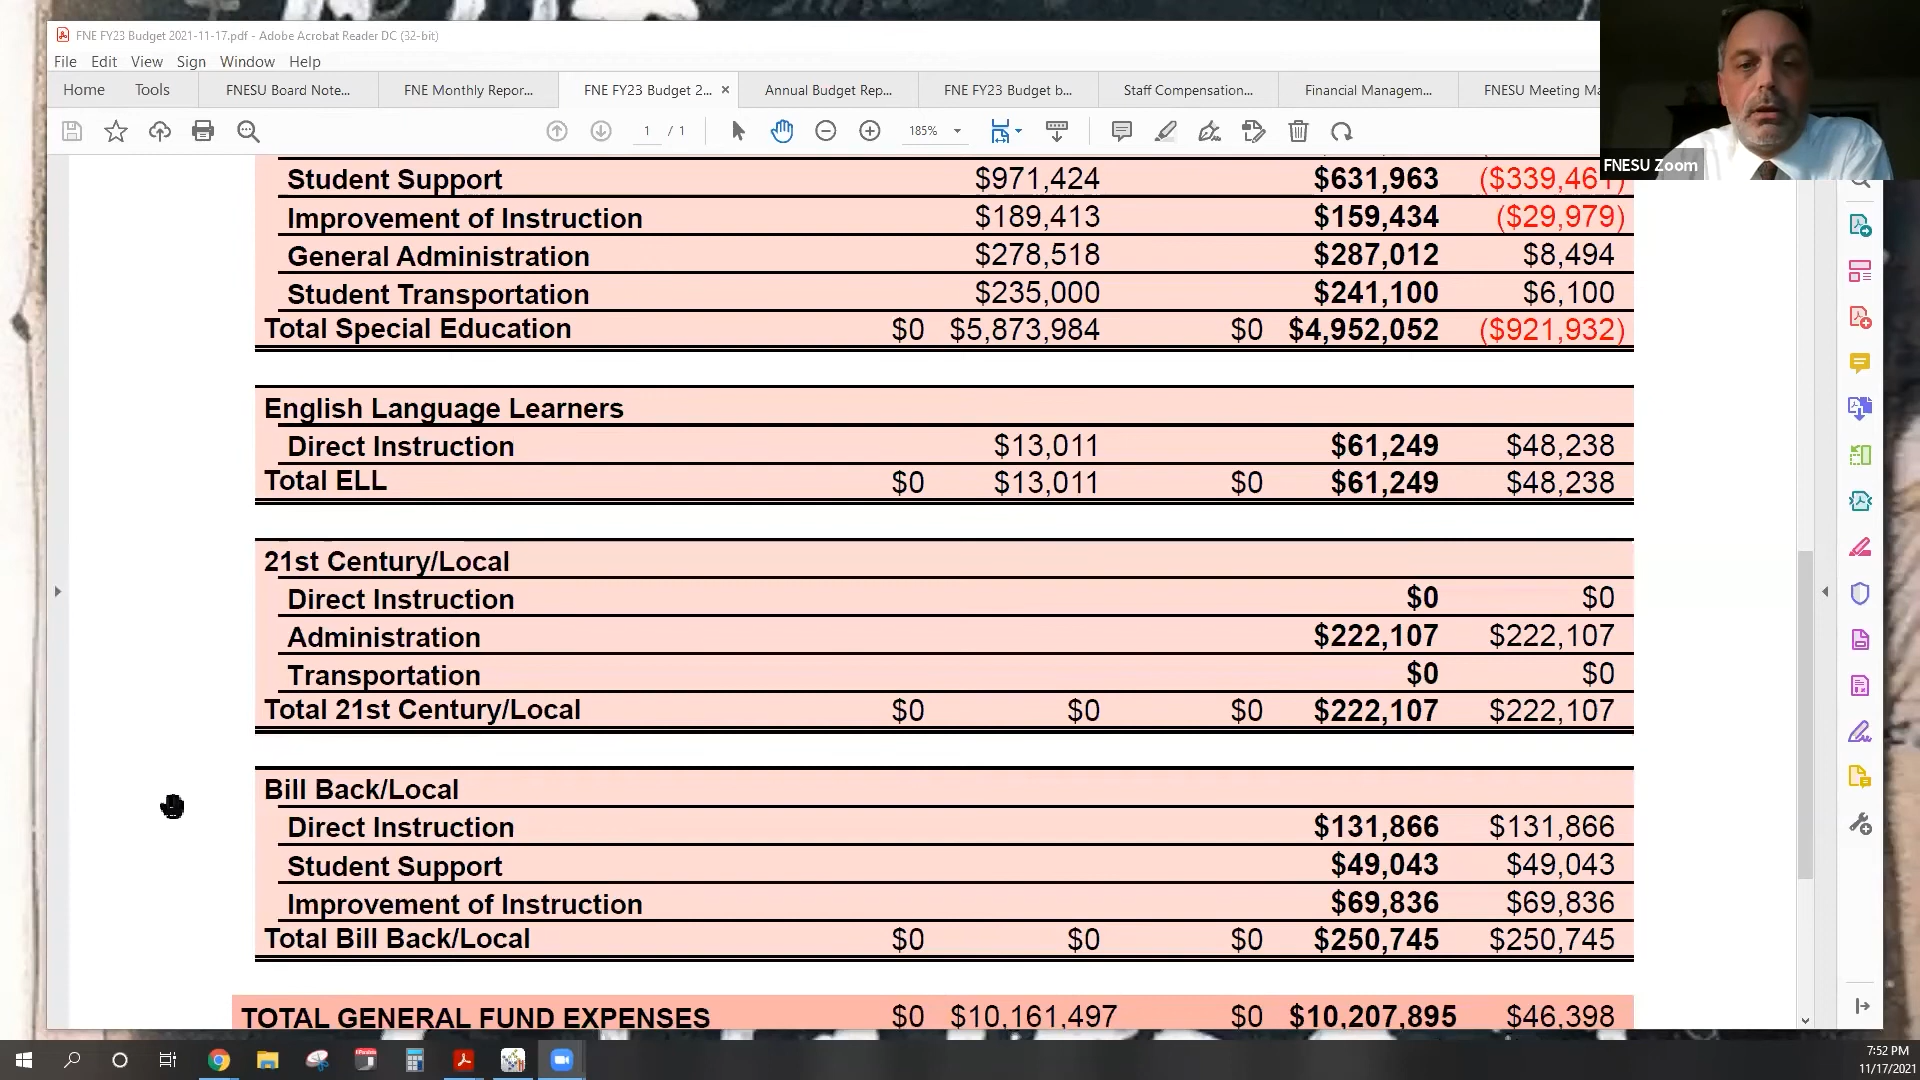 FNE FY23 Budget 2021-11-17.pdf - Adobe Acrobat Reader DC (32-bit)
File Edit View Sign Window Help
Home Tools FNESU Board Note... FNE Monthly Repor... FNE FY23 Budget 2... × Annual Budget Rep... FNE FY23 Budget b... Staff Compensation... Financial Managem... FNESU Meeting Ma
1 / 1 185%
FNESU Zoom
Student Support $971,424 $631,963 ($339,461)
Improvement of Instruction $189,413 $159,434 ($29,979)
General Administration $278,518 $287,012 $8,494
Student Transportation $235,000 $241,100 $6,100
Total Special Education $0 $5,873,984 $0 $4,952,052 ($921,932)
English Language Learners
Direct Instruction $13,011 $61,249 $48,238
Total ELL $0 $13,011 $0 $61,249 $48,238
21st Century/Local
Direct Instruction $0 $0
Administration $222,107 $222,107
Transportation $0 $0
Total 21st Century/Local $0 $0 $0 $222,107 $222,107
Bill Back/Local
Direct Instruction $131,866 $131,866
Student Support $49,043 $49,043
Improvement of Instruction $69,836 $69,836
Total Bill Back/Local $0 $0 $0 $250,745 $250,745
TOTAL GENERAL FUND EXPENSES $0 $10,161,497 $0 $10,207,895 $46,398
7:52 PM
11/17/2021